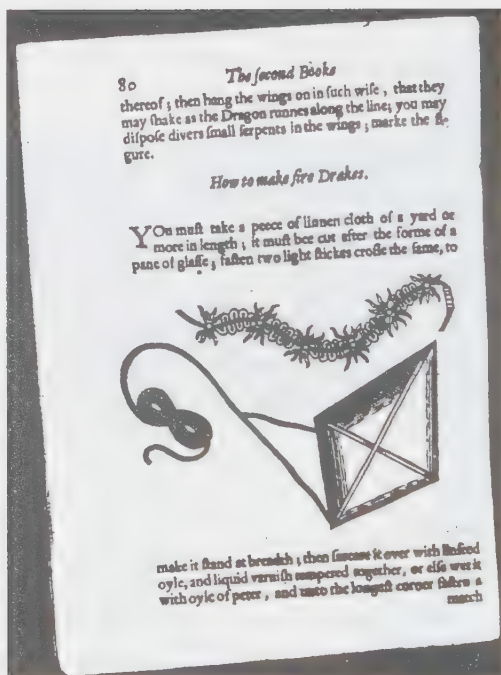 80 The ſecond Booke
thereof; then hang the wings on in ſuch wiſe, that they
may ſhake as the Dragon runnes along the line; you may
diſpoſe divers ſmall ſerpents in the wings; marke the fi-
gure.
How to make fire Drakes.
YOu muſt take a peece of linnen cloth of a yard or
more in length; it muſt bee cut after the forme of a
pane of glaſſe; faſten two light ſtickes croſſe the ſame, to
make it ſtand at breadth; then ſmeare it over with linſeed
oyle, and liquid varniſh tempered together, or elſe wet it
with oyle of peter, and unto the longeſt corner faſten a
match